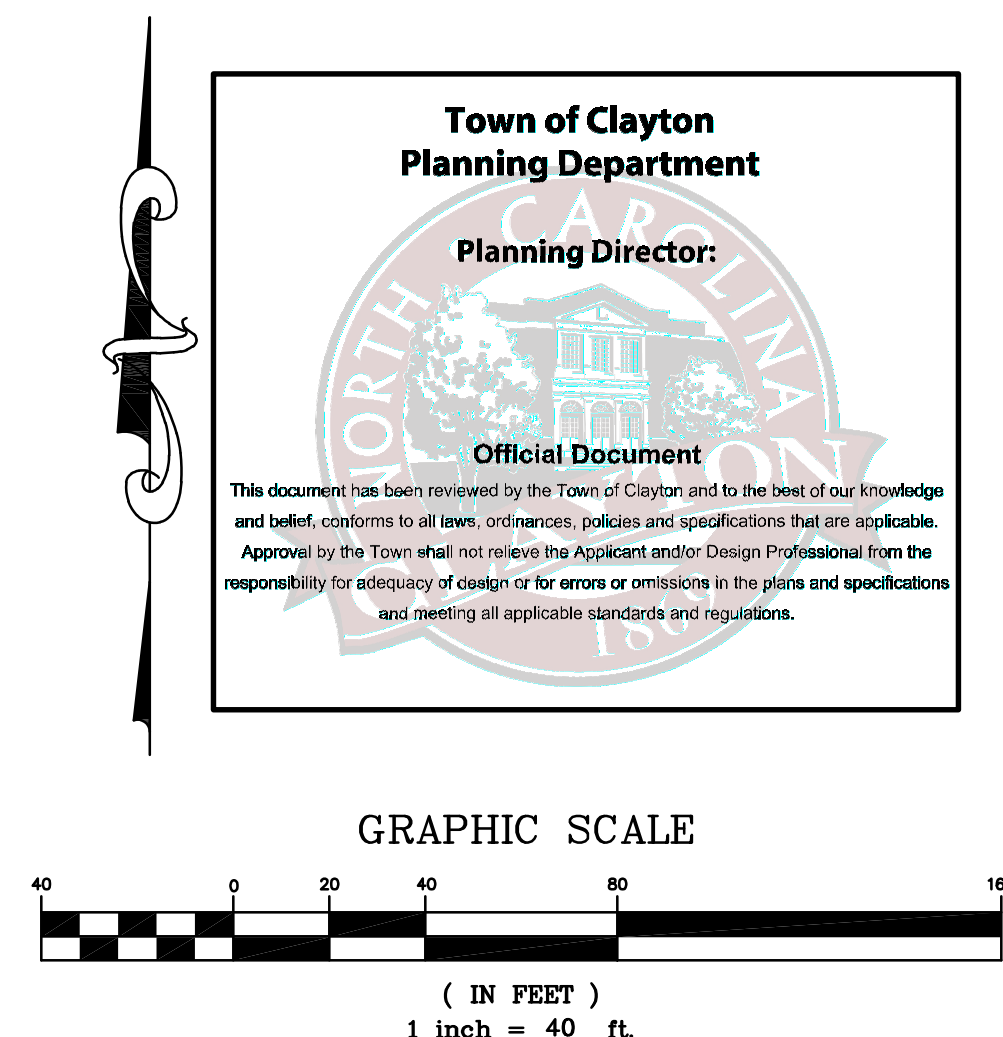 Town of Clayton
Planning Department
Planning Director:
NORTH CAROLINA
CLAYTON
1869
Official Document
This document has been reviewed by the Town of Clayton and to the best of our knowledge
and belief, conforms to all laws, ordinances, policies and specifications that are applicable.
Approval by the Town shall not relieve the Applicant and/or Design Professional from the
responsibility for adequacy of design or for errors or omissions in the plans and specifications
and meeting all applicable standards and regulations.
GRAPHIC SCALE
40 0 20 40 80
( IN FEET )
1 inch = 40 ft.